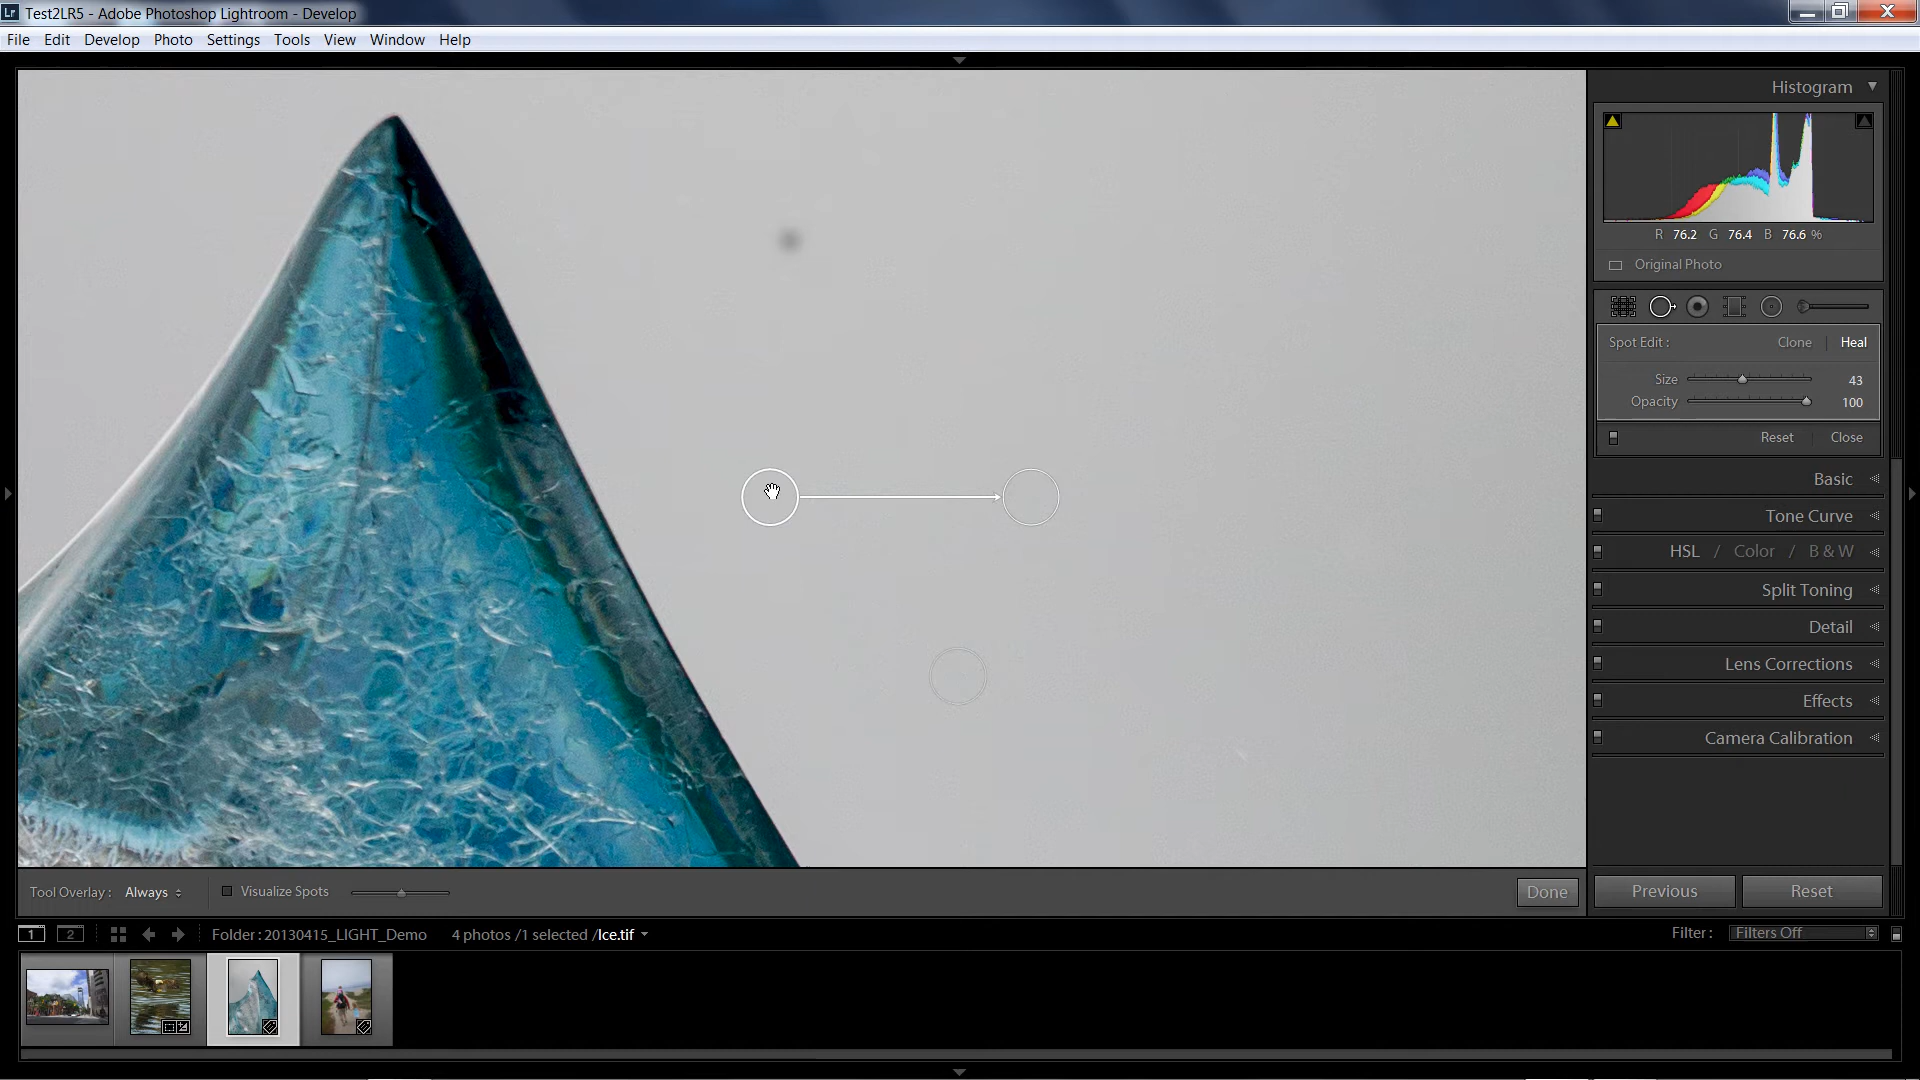 Lr Test2LR5 - Adobe Photoshop Lightroom - Develop
File Edit Develop Photo Settings Tools View Window Help
Histogram
R 76.2 G 76.4 B 76.6 %
Original Photo
Spot Edit : Clone | Heal
Size 43
Opacity 100
Reset Close
Basic
Tone Curve
HSL / Color / B & W
Split Toning
Detail
Lens Corrections
Effects
Camera Calibration
Tool Overlay : Always Visualize Spots Done Previous Reset
1 2 Folder : 20130415_LIGHT_Demo 4 photos /1 selected /Ice.tif Filter : Filters Off